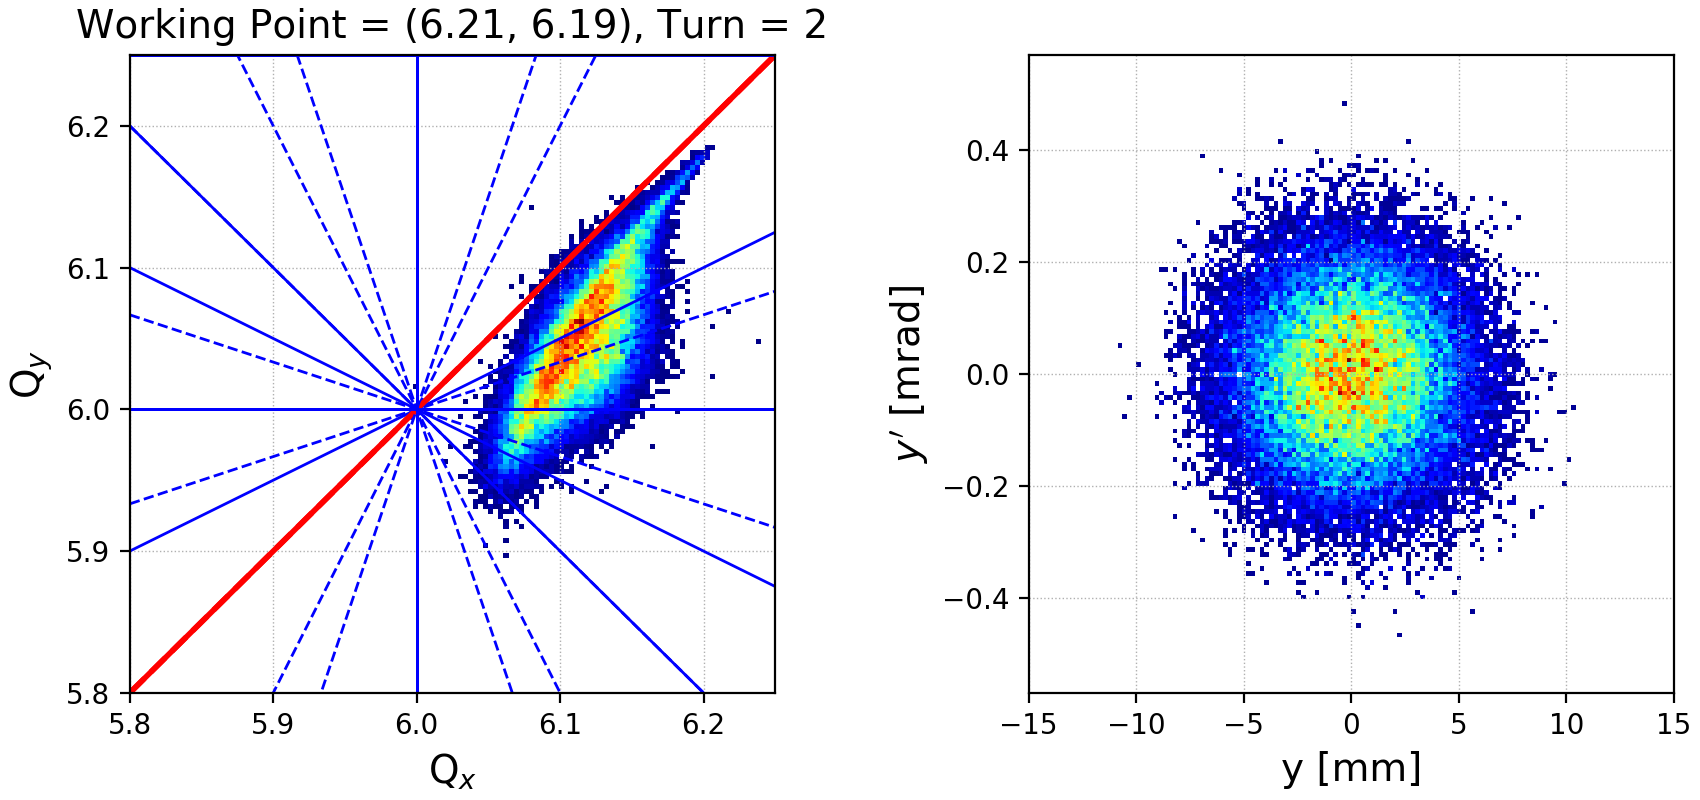 Working Point = (6.21, 6.19), Turn = 2
6.2
6.1
6.0
5.9
5.8
Qy
5.8 5.9 6.0 6.1 6.2
Qx
0.4
0.2
0.0
−0.2
−0.4
y′ [mrad]
−15 −10 −5 0 5 10 15
y [mm]